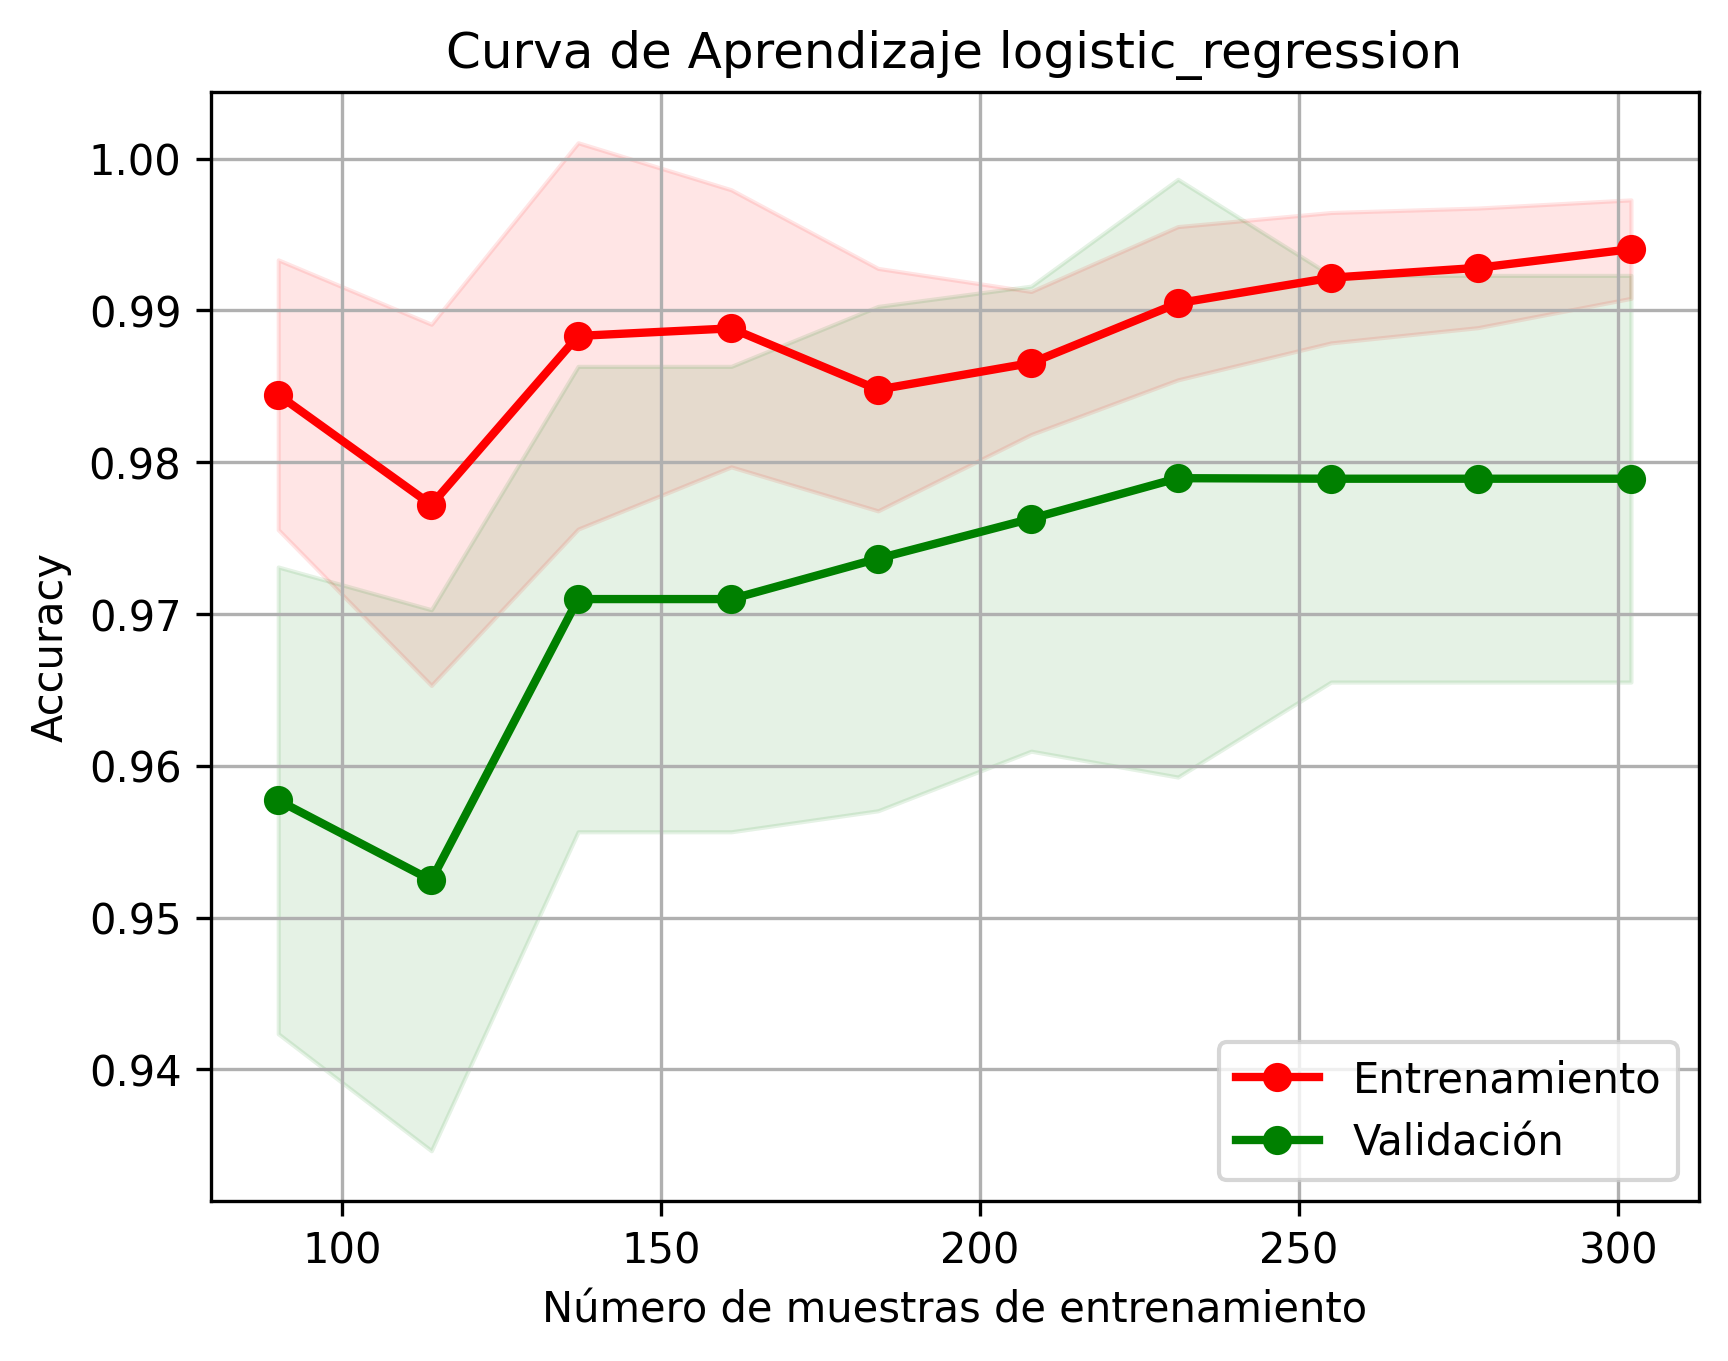 Curva de Aprendizaje logistic_regression
1.00
0.99
0.98
0.97
0.96
0.95
0.94
Accuracy
Entrenamiento
Validación
100 150 200 250 300
Número de muestras de entrenamiento